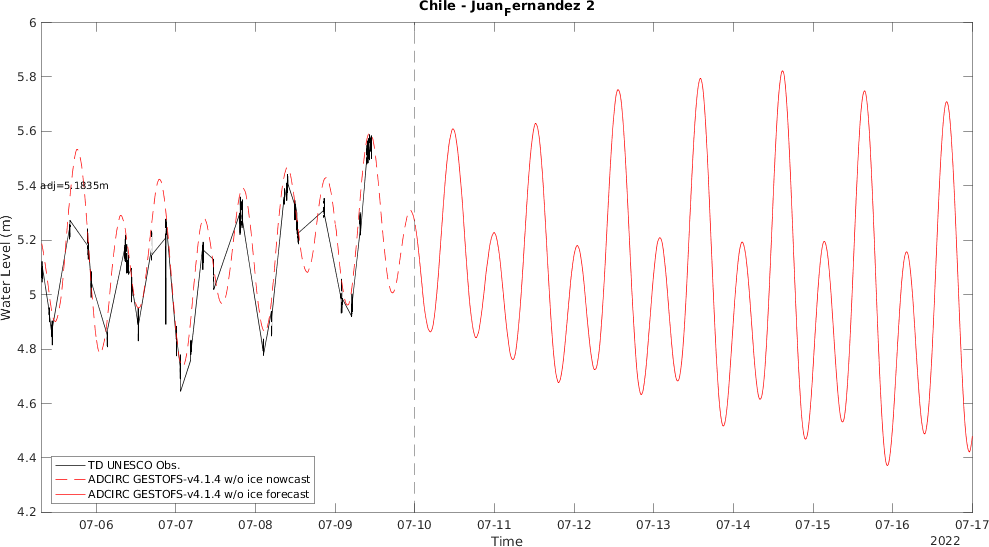 Chile - JuanFernandez 2
6
5.8
5.6
5.4
adj=5.1835m
5.2
5
4.8
4.6
4.4
4.2
Water Level (m)
TD UNESCO Obs.
ADCIRC GESTOFS-v4.1.4 w/o ice nowcast
ADCIRC GESTOFS-v4.1.4 w/o ice forecast
07-06 07-07 07-08 07-09 07-10 07-11 07-12 07-13 07-14 07-15 07-16 07-17
Time
2022